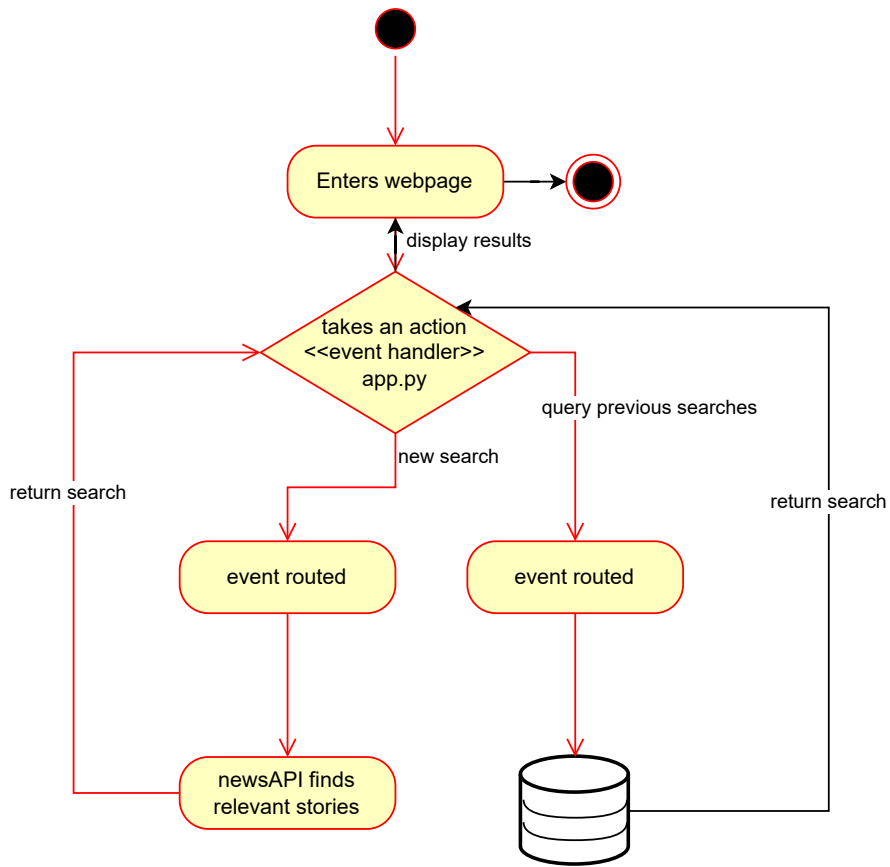 Enters webpage
display results
takes an action
<<event handler>>
app.py
query previous searches
new search
return search
return search
event routed
event routed
newsAPI finds
relevant stories